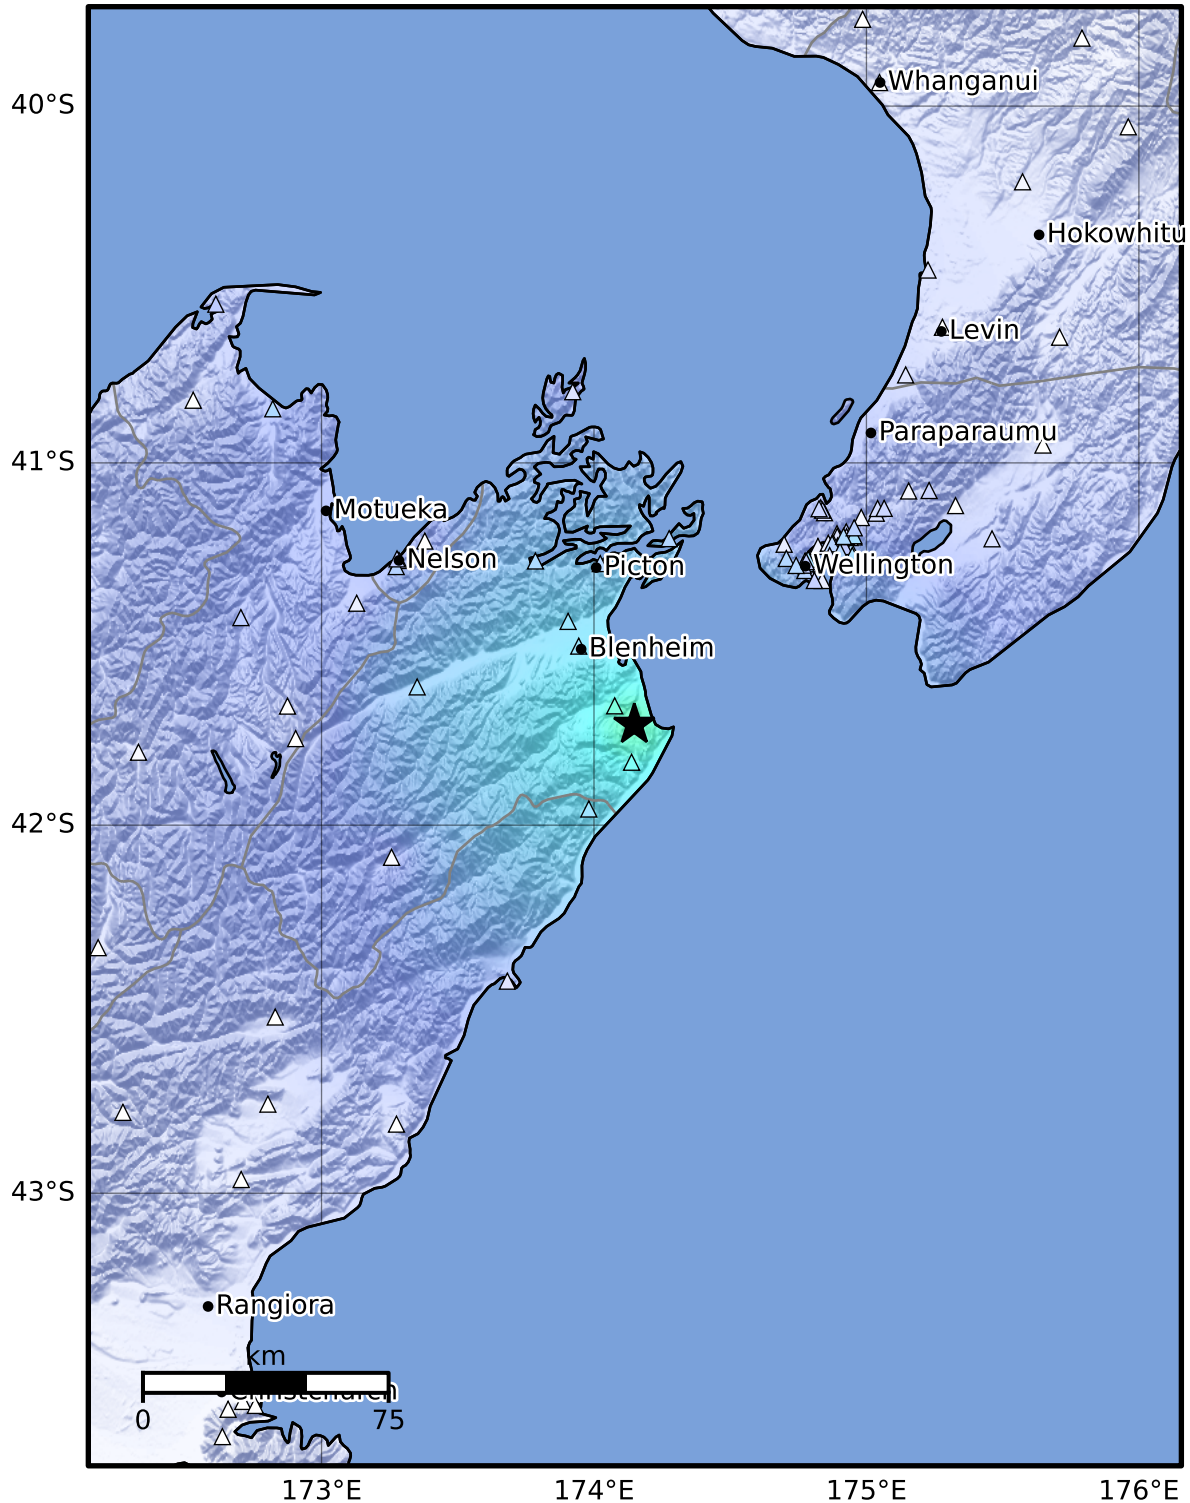 Whanganui
40°S
Hokowhitu
Levin
Paraparaumu
41°S
Motueka
Nelson
Picton
Wellington
Blenheim
42°S
43°S
Rangiora
km
Christchurch
0
75
173°E
174°E
175°E
176°E